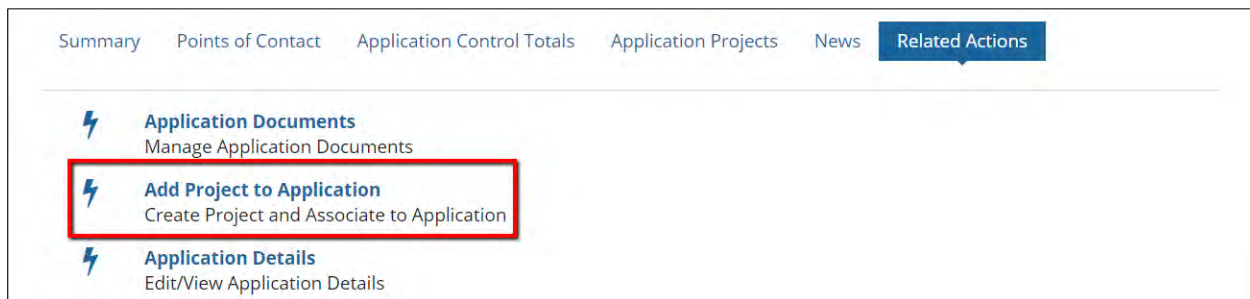 Summary Points of Contact Application Control Totals Application Projects News Related Actions
Application Documents
Manage Application Documents
Add Project to Application
Create Project and Associate to Application
Application Details
Edit/View Application Details